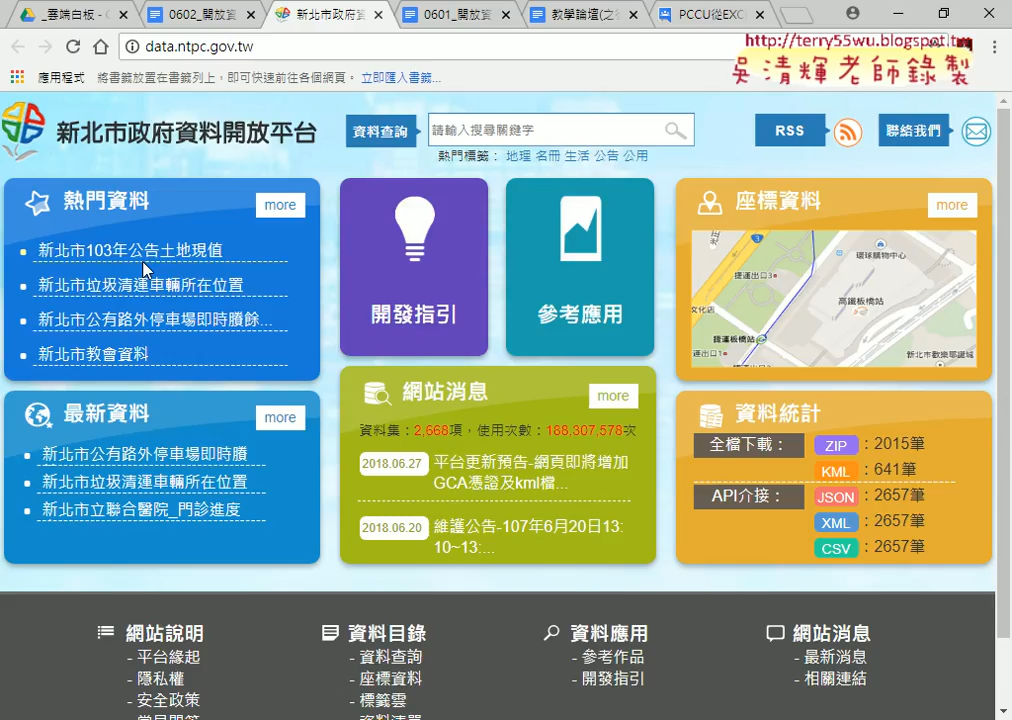 _雲端白板 - G
0602_開放資
新北市政府資
0601_開放資
教學論壇(之
PCCU從EXC
data.ntpc.gov.tw
http://terry55wu.blogspot.tw
吳清輝老師錄製
應用程式
將書籤放置在書籤列上，即可快速前往各個網頁。
立即匯入書籤...
新北市政府資料開放平台
資料查詢
請輸入搜尋關鍵字
RSS
聯絡我們
熱門標籤： 地理 名冊 生活 公告 公用
熱門資料
more
新北市103年公告土地現值
新北市垃圾清運車輛所在位置
新北市公有路外停車場即時賸餘...
新北市教會資料
開發指引
參考應用
座標資料
more
環球購物中心
捷運出口3
高鐵板橋站
文化店
捷運板橋站
出口1
新北市歡樂耶誕城
最新資料
more
新北市公有路外停車場即時賸
新北市垃圾清運車輛所在位置
新北市立聯合醫院_門診進度
網站消息
more
資料集：2,668項，使用次數：188,307,578次
2018.06.27
平台更新預告-網頁即將增加
GCA憑證及kml檔...
2018.06.20
維護公告-107年6月20日13:
10~13:...
資料統計
全檔下載：
ZIP：2015筆
KML：641筆
API介接：
JSON：2657筆
XML：2657筆
CSV：2657筆
網站說明
- 平台緣起
- 隱私權
- 安全政策
資料目錄
- 資料查詢
- 座標資料
- 標籤雲
- 資料清單
資料應用
- 參考作品
- 開發指引
網站消息
- 最新消息
- 相關連結